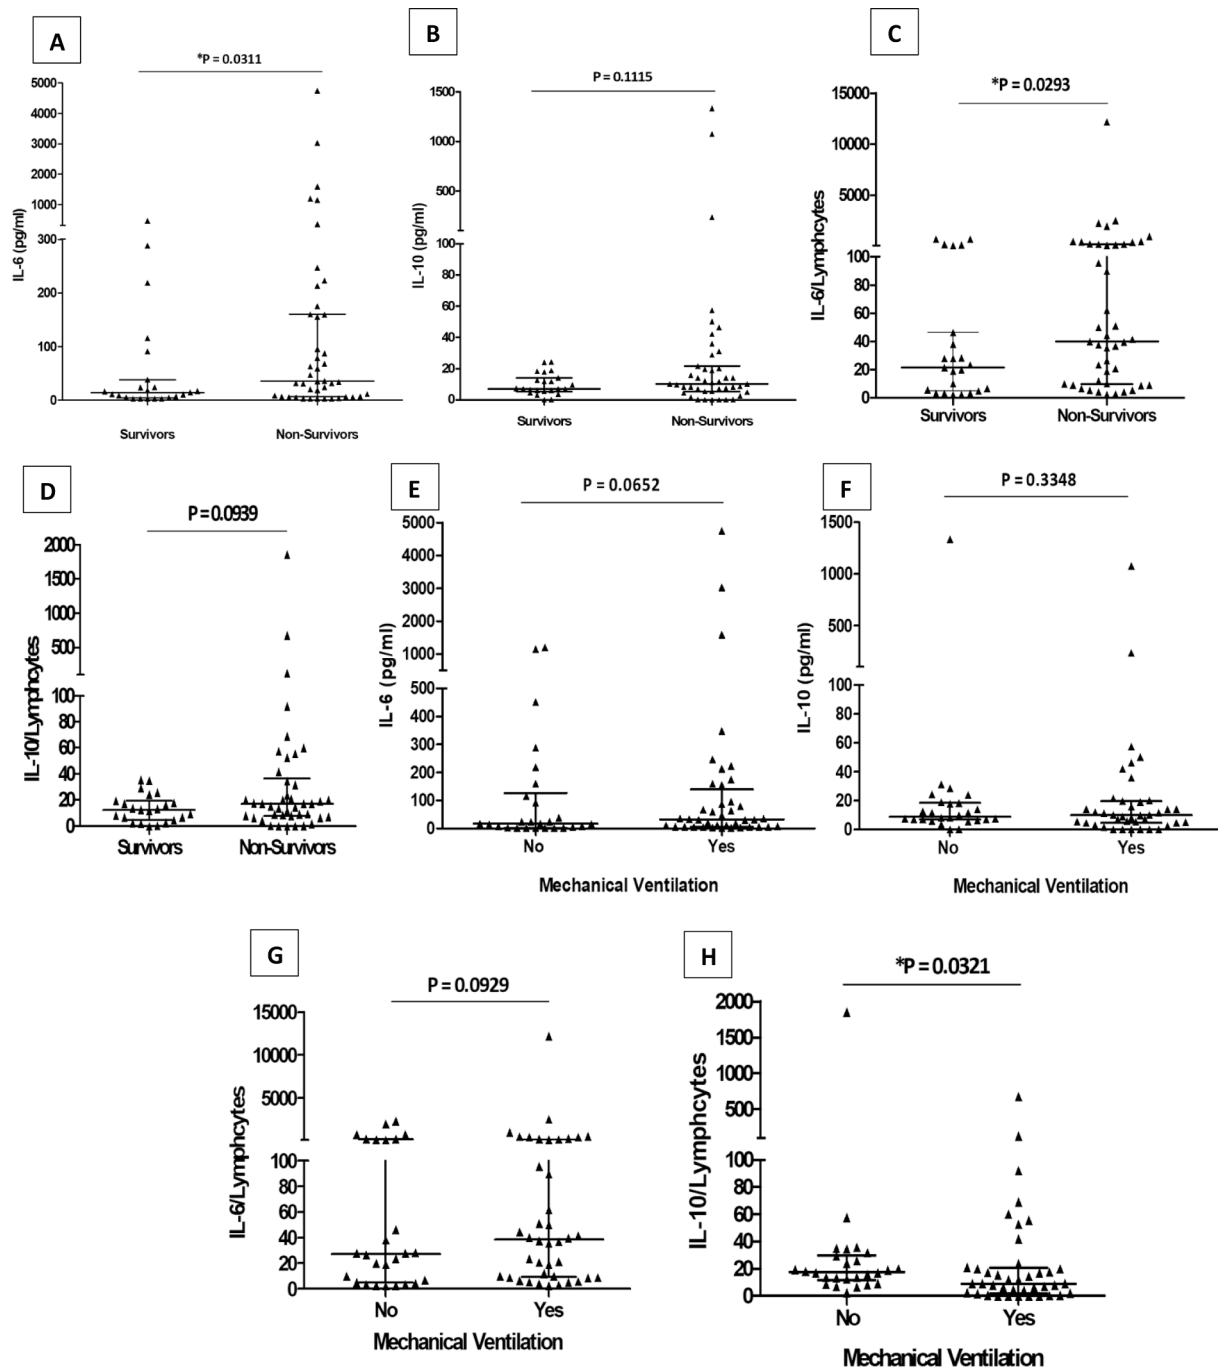 A
*P = 0.0311
5000
4000
3000
2000
1000
300
200
100
0
IL-6 (pg/ml)
Survivors
Non-Survivors
B
P = 0.1115
1500
1000
500
100
80
60
40
20
0
IL-10 (pg/ml)
Survivors
Non-Survivors
C
*P = 0.0293
15000
10000
5000
100
80
60
40
20
0
IL-6/Lymphcytes
Survivors
Non-Survivors
D
P = 0.0939
2000
1500
1000
500
100
80
60
40
20
0
IL-10/Lymphcytes
Survivors
Non-Survivors
E
P = 0.0652
5000
4000
3000
2000
1000
500
400
300
200
100
0
IL-6 (pg/ml)
No
Yes
Mechanical Ventilation
F
P = 0.3348
1500
1000
500
100
80
60
40
20
0
IL-10 (pg/ml)
No
Yes
Mechanical Ventilation
G
P = 0.0929
15000
10000
5000
100
80
60
40
20
0
IL-6/Lymphcytes
No
Yes
Mechanical Ventilation
H
*P = 0.0321
2000
1500
1000
500
100
80
60
40
20
0
IL-10/Lymphcytes
No
Yes
Mechanical Ventilation